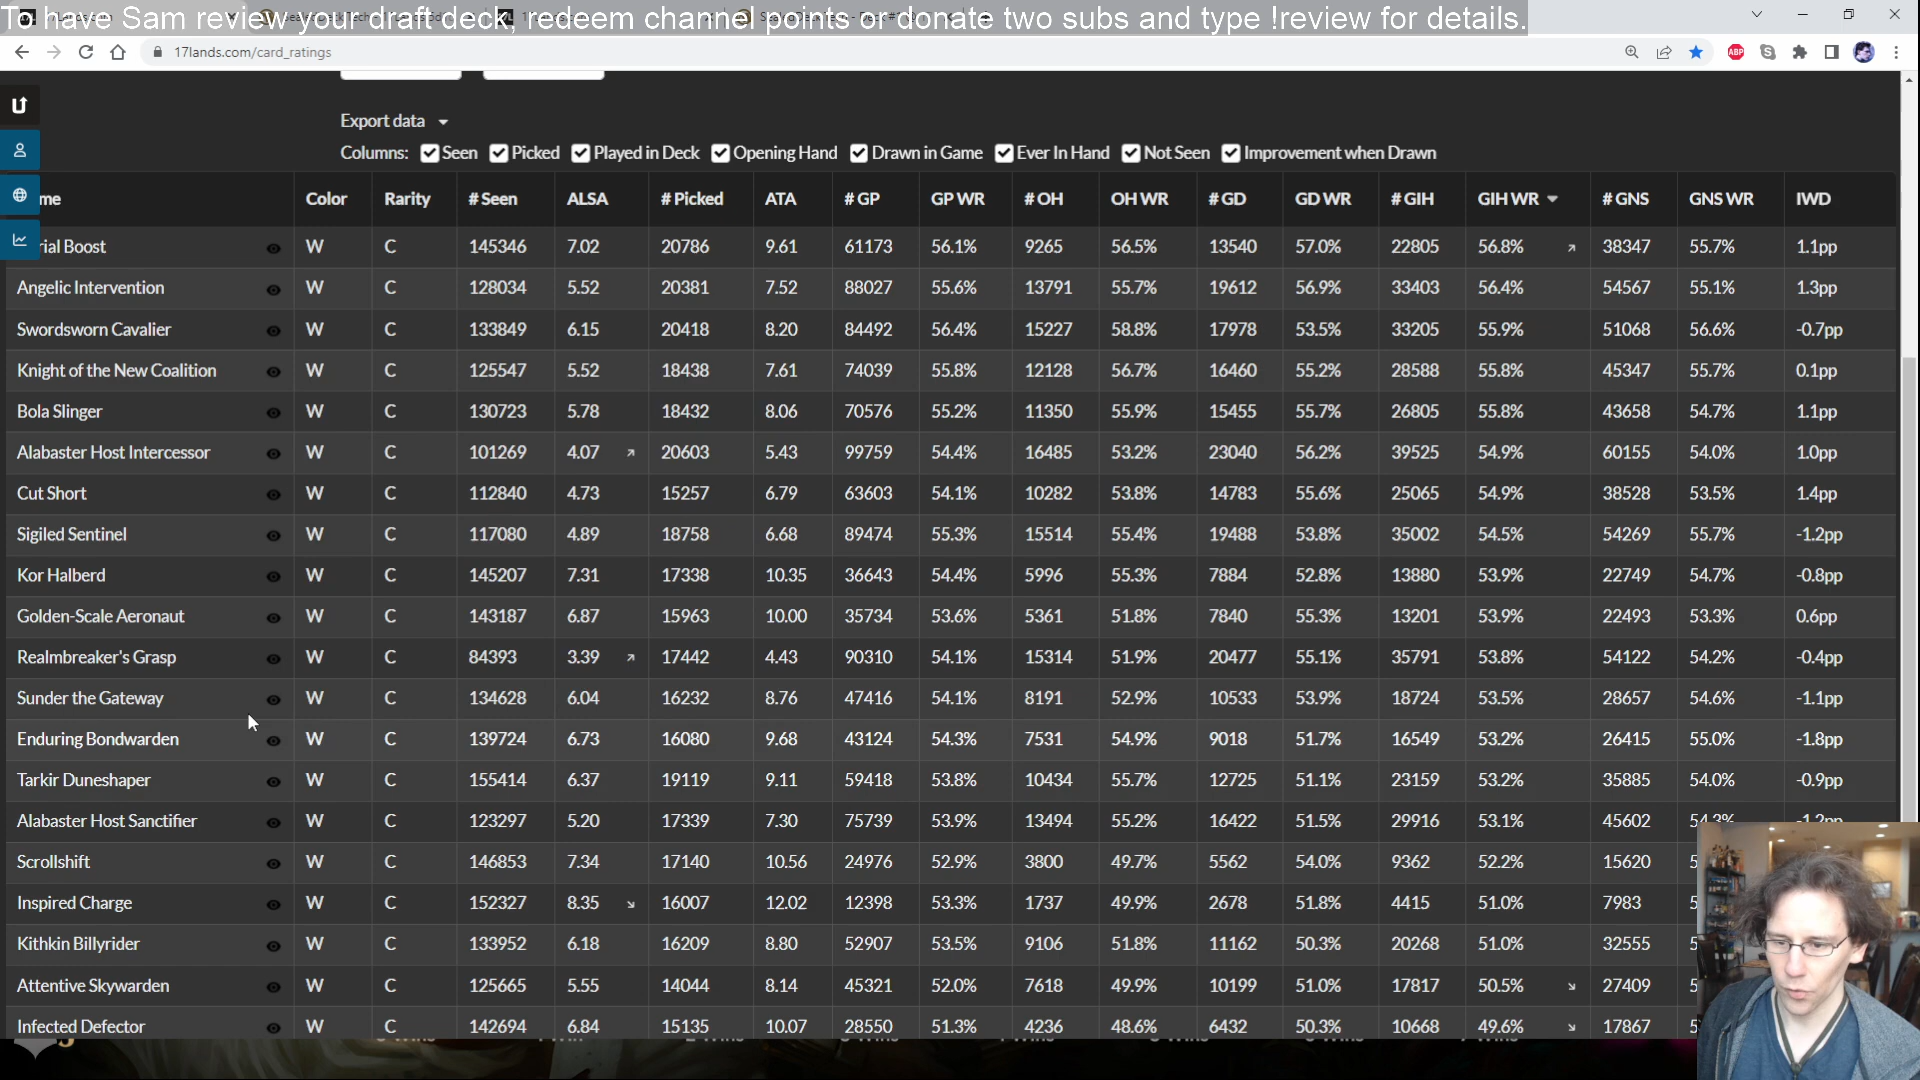 To have Sam review your draft deck, redeem channel points or donate two subs and type !review for details.
17lands.com/card_ratings
ABP
Export data
Columns: Seen Picked Played in Deck Opening Hand Drawn in Game Ever In Hand Not Seen Improvement when Drawn
me Color Rarity # Seen ALSA # Picked ATA # GP GP WR # OH OH WR # GD GD WR # GIH GIH WR # GNS GNS WR IWD
rial Boost W C 145346 7.02 20786 9.61 61173 56.1% 9265 56.5% 13540 57.0% 22805 56.8% 38347 55.7% 1.1pp
Angelic Intervention W C 128034 5.52 20381 7.52 88027 55.6% 13791 55.7% 19612 56.9% 33403 56.4% 54567 55.1% 1.3pp
Swordsworn Cavalier W C 133849 6.15 20418 8.20 84492 56.4% 15227 58.8% 17978 53.5% 33205 55.9% 51068 56.6% -0.7pp
Knight of the New Coalition W C 125547 5.52 18438 7.61 74039 55.8% 12128 56.7% 16460 55.2% 28588 55.8% 45347 55.7% 0.1pp
Bola Slinger W C 130723 5.78 18432 8.06 70576 55.2% 11350 55.9% 15455 55.7% 26805 55.8% 43658 54.7% 1.1pp
Alabaster Host Intercessor W C 101269 4.07 20603 5.43 99759 54.4% 16485 53.2% 23040 56.2% 39525 54.9% 60155 54.0% 1.0pp
Cut Short W C 112840 4.73 15257 6.79 63603 54.1% 10282 53.8% 14783 55.6% 25065 54.9% 38528 53.5% 1.4pp
Sigiled Sentinel W C 117080 4.89 18758 6.68 89474 55.3% 15514 55.4% 19488 53.8% 35002 54.5% 54269 55.7% -1.2pp
Kor Halberd W C 145207 7.31 17338 10.35 36643 54.4% 5996 55.3% 7884 52.8% 13880 53.9% 22749 54.7% -0.8pp
Golden-Scale Aeronaut W C 143187 6.87 15963 10.00 35734 53.6% 5361 51.8% 7840 55.3% 13201 53.9% 22493 53.3% 0.6pp
Realmbreaker's Grasp W C 84393 3.39 17442 4.43 90310 54.1% 15314 51.9% 20477 55.1% 35791 53.8% 54122 54.2% -0.4pp
Sunder the Gateway W C 134628 6.04 16232 8.76 47416 54.1% 8191 52.9% 10533 53.9% 18724 53.5% 28657 54.6% -1.1pp
Enduring Bondwarden W C 139724 6.73 16080 9.68 43124 54.3% 7531 54.9% 9018 51.7% 16549 53.2% 26415 55.0% -1.8pp
Tarkir Duneshaper W C 155414 6.37 19119 9.11 59418 53.8% 10434 55.7% 12725 51.1% 23159 53.2% 35885 54.0% -0.9pp
Alabaster Host Sanctifier W C 123297 5.20 17339 7.30 75739 53.9% 13494 55.2% 16422 51.5% 29916 53.1% 45602 54.3% -1.2pp
Scrollshift W C 146853 7.34 17140 10.56 24976 52.9% 3800 49.7% 5562 54.0% 9362 52.2% 15620 5
Inspired Charge W C 152327 8.35 16007 12.02 12398 53.3% 1737 49.9% 2678 51.8% 4415 51.0% 7983 5
Kithkin Billyrider W C 133952 6.18 16209 8.80 52907 53.5% 9106 51.8% 11162 50.3% 20268 51.0% 32555 5
Attentive Skywarden W C 125665 5.55 14044 8.14 45321 52.0% 7618 49.9% 10199 51.0% 17817 50.5% 27409 5
Infected Defector W C 142694 6.84 15135 10.07 28550 51.3% 4236 48.6% 6432 50.3% 10668 49.6% 17867 5